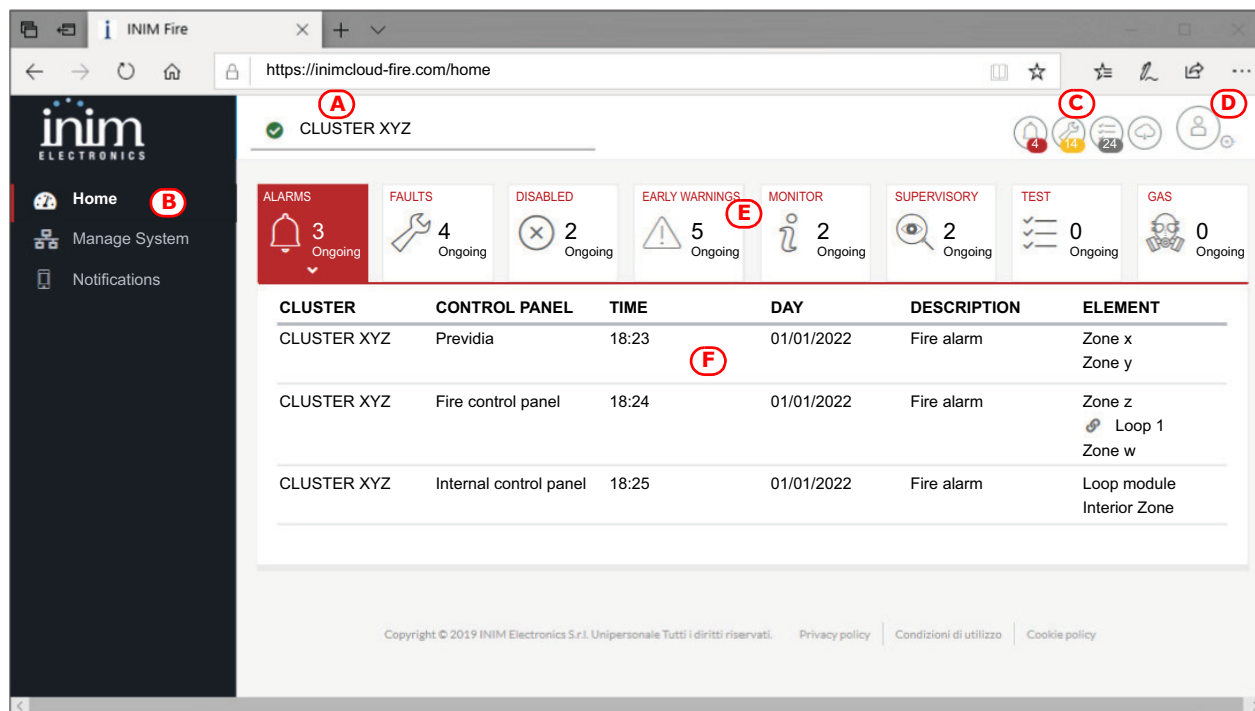 INIM Fire
https://inimcloud-fire.com/home
inim
ELECTRONICS
A
CLUSTER XYZ
C
D
4
14
24
Home
B
Manage System
Notifications
ALARMS
3
Ongoing
FAULTS
4
Ongoing
DISABLED
2
Ongoing
EARLY WARNINGS
E
5
Ongoing
MONITOR
2
Ongoing
SUPERVISORY
2
Ongoing
TEST
0
Ongoing
GAS
0
Ongoing
CLUSTER CONTROL PANEL TIME DAY DESCRIPTION ELEMENT
CLUSTER XYZ Previdia 18:23 01/01/2022 Fire alarm Zone x
Zone y
F
CLUSTER XYZ Fire control panel 18:24 01/01/2022 Fire alarm Zone z
Loop 1
Zone w
CLUSTER XYZ Internal control panel 18:25 01/01/2022 Fire alarm Loop module
Interior Zone
Copyright © 2019 INIM Electronics S.r.l. Unipersonale Tutti i diritti riservati. Privacy policy Condizioni di utilizzo Cookie policy